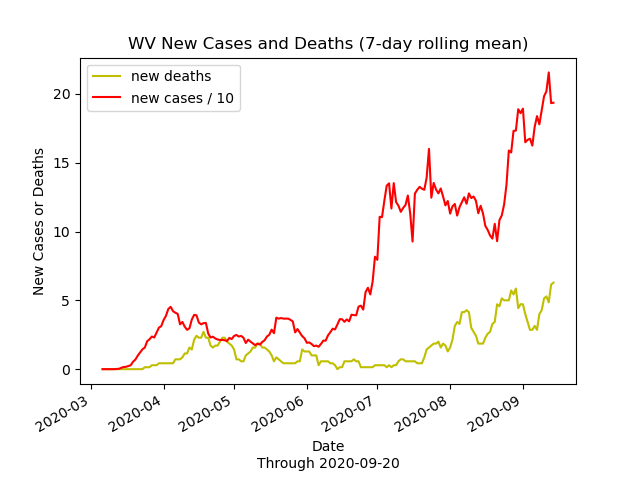 WV New Cases and Deaths (7-day rolling mean)
new deaths
new cases / 10
New Cases or Deaths
20
15
10
5
0
2020-03
2020-04
2020-05
2020-06
2020-07
2020-08
2020-09
Date
Through 2020-09-20